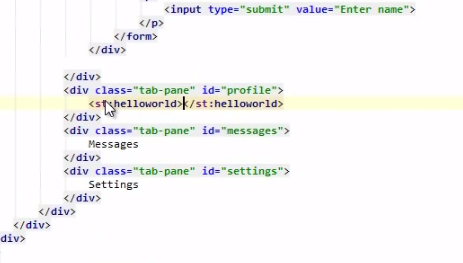 <input type="submit" value="Enter name">
</p>
</form>
</div>
</div>
<div class="tab-pane" id="profile">
<st:helloworld></st:helloworld>
</div>
<div class="tab-pane" id="messages">
Messages
</div>
<div class="tab-pane" id="settings">
Settings
</div>
</div>
</div>
div>